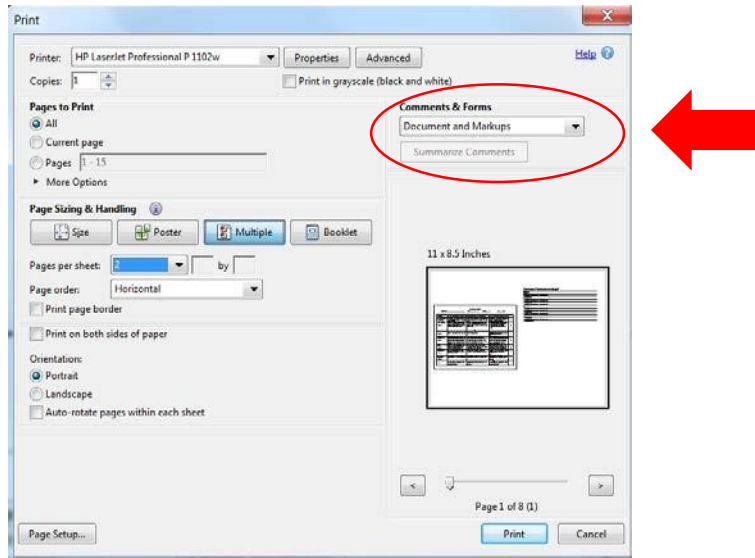 Print
Printer: HP LaserJet Professional P 1102w Properties Advanced Help
Copies: 1 Print in grayscale (black and white)
Pages to Print
All
Current page
Pages 1 - 15
More Options
Comments & Forms
Document and Markups
Summarize Comments
Page Sizing & Handling
Size Poster Multiple Booklet
Pages per sheet: 2 by
Page order: Horizontal
Print page border
Print on both sides of paper
Orientation:
Portrait
Landscape
Auto-rotate pages within each sheet
11 x 8.5 Inches
< >
Page 1 of 8 (1)
Page Setup... Print Cancel